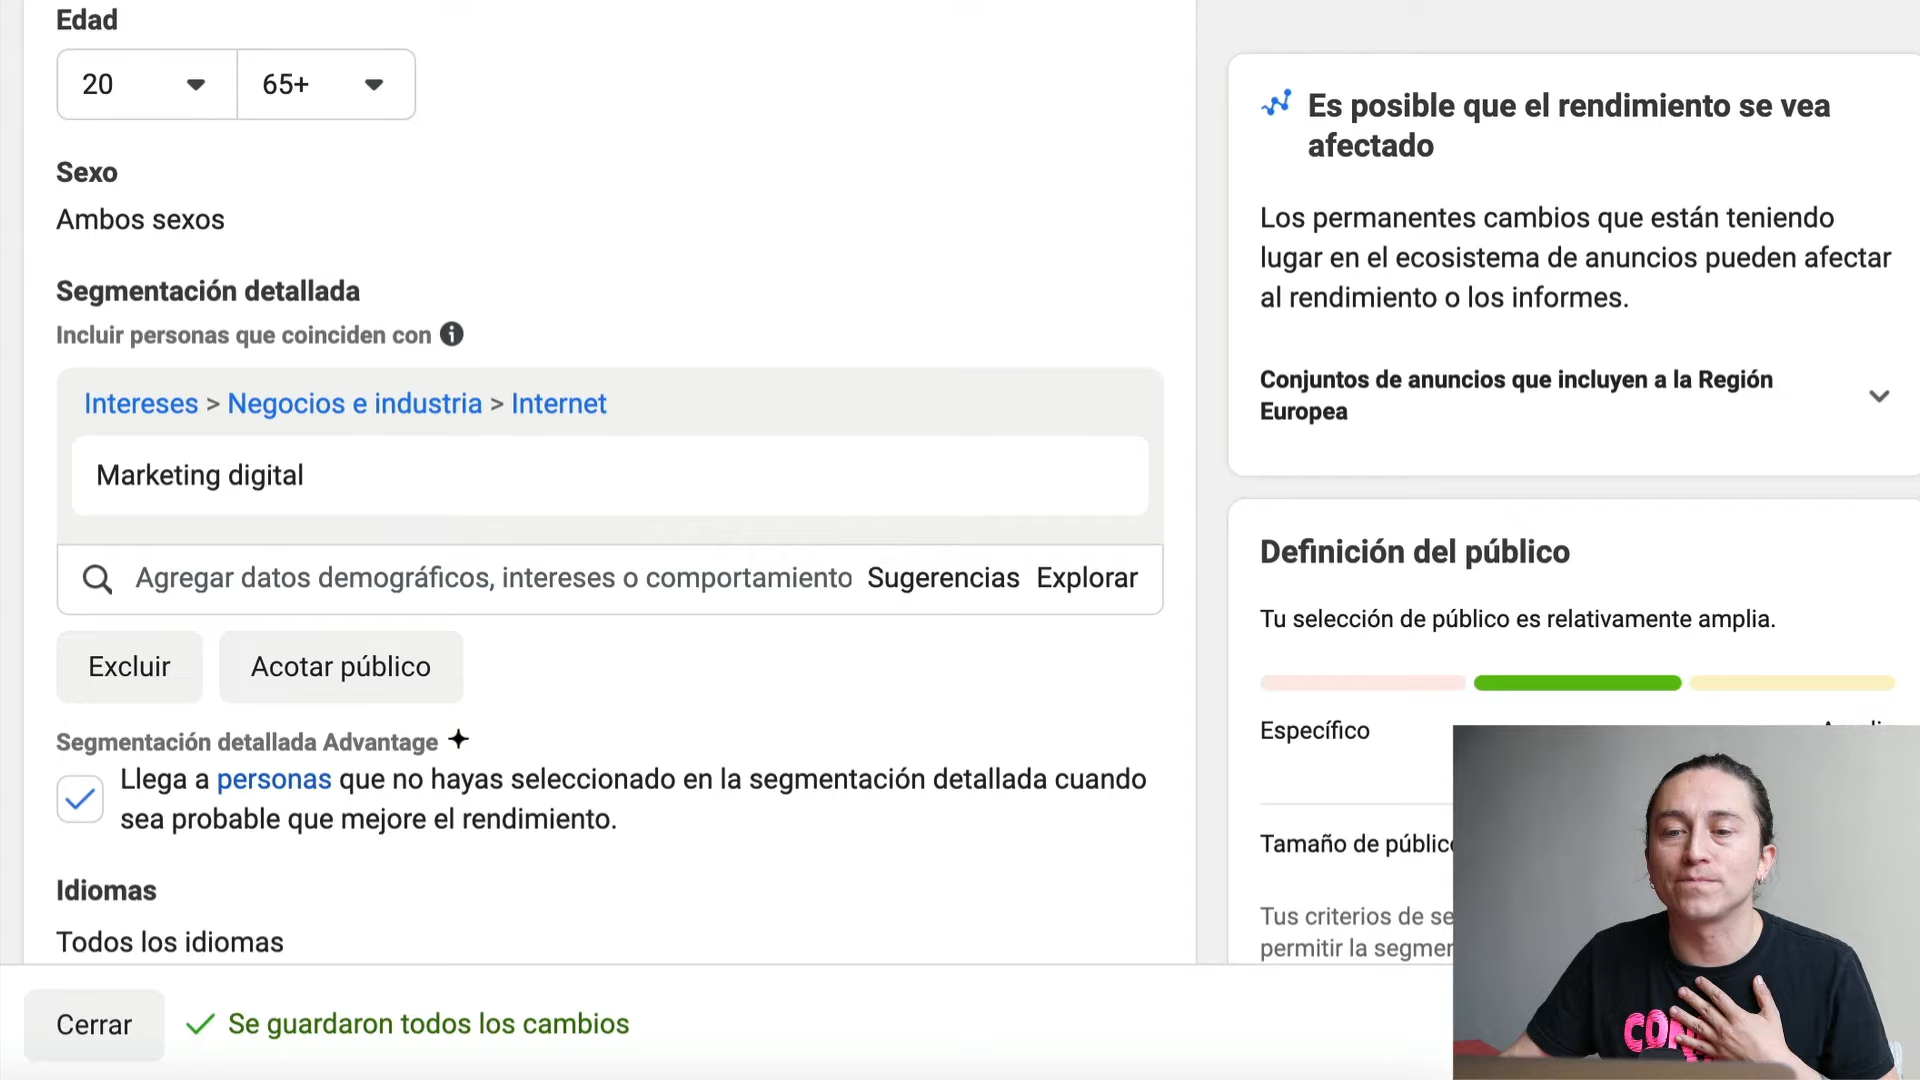 Edad
20
65+
Sexo
Ambos sexos
Segmentación detallada
Incluir personas que coinciden con
Intereses > Negocios e industria > Internet
Marketing digital
Agregar datos demográficos, intereses o comportamiento
Sugerencias
Explorar
Excluir
Acotar público
Segmentación detallada Advantage
Llega a personas que no hayas seleccionado en la segmentación detallada cuando
sea probable que mejore el rendimiento.
Idiomas
Todos los idiomas
Cerrar
Se guardaron todos los cambios
Es posible que el rendimiento se vea
afectado
Los permanentes cambios que están teniendo
lugar en el ecosistema de anuncios pueden afectar
al rendimiento o los informes.
Conjuntos de anuncios que incluyen a la Región
Europea
Definición del público
Tu selección de público es relativamente amplia.
Específico
Tamaño de público
Tus criterios de se
permitir la segmen
CON